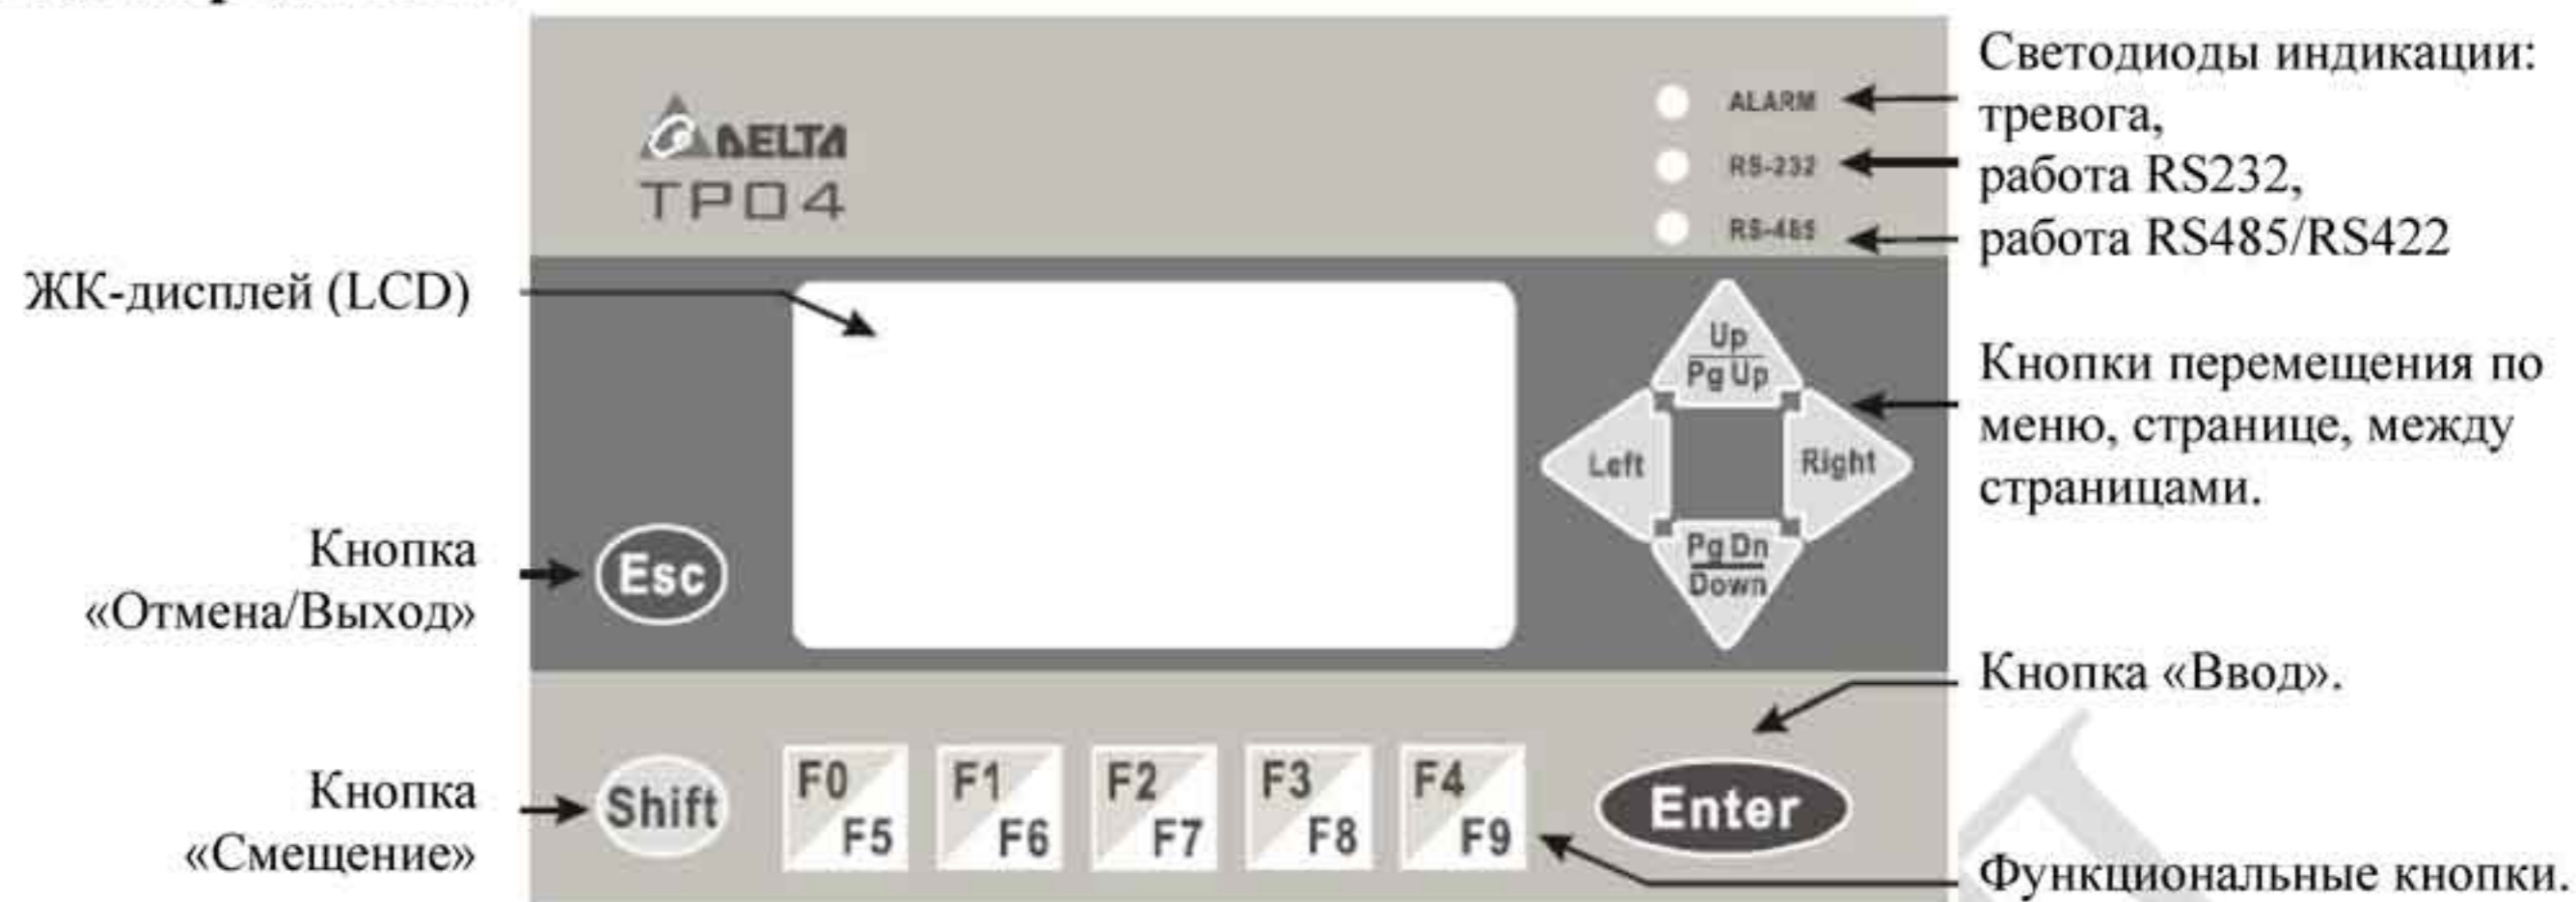 Светодиоды индикации:
тревога,
работа RS232,
работа RS485/RS422
ALARM
RS-232
RS-485
DELTA
TP04
ЖК-дисплей (LCD)
Up
Pg Up
Left
Right
Pg Dn
Down
Кнопки перемещения по
меню, странице, между
страницами.
Кнопка
«Отмена/Выход»
Esc
Кнопка «Ввод».
Кнопка
«Смещение»
Shift
F0 F1 F2 F3 F4
F5 F6 F7 F8 F9
Enter
Функциональные кнопки.